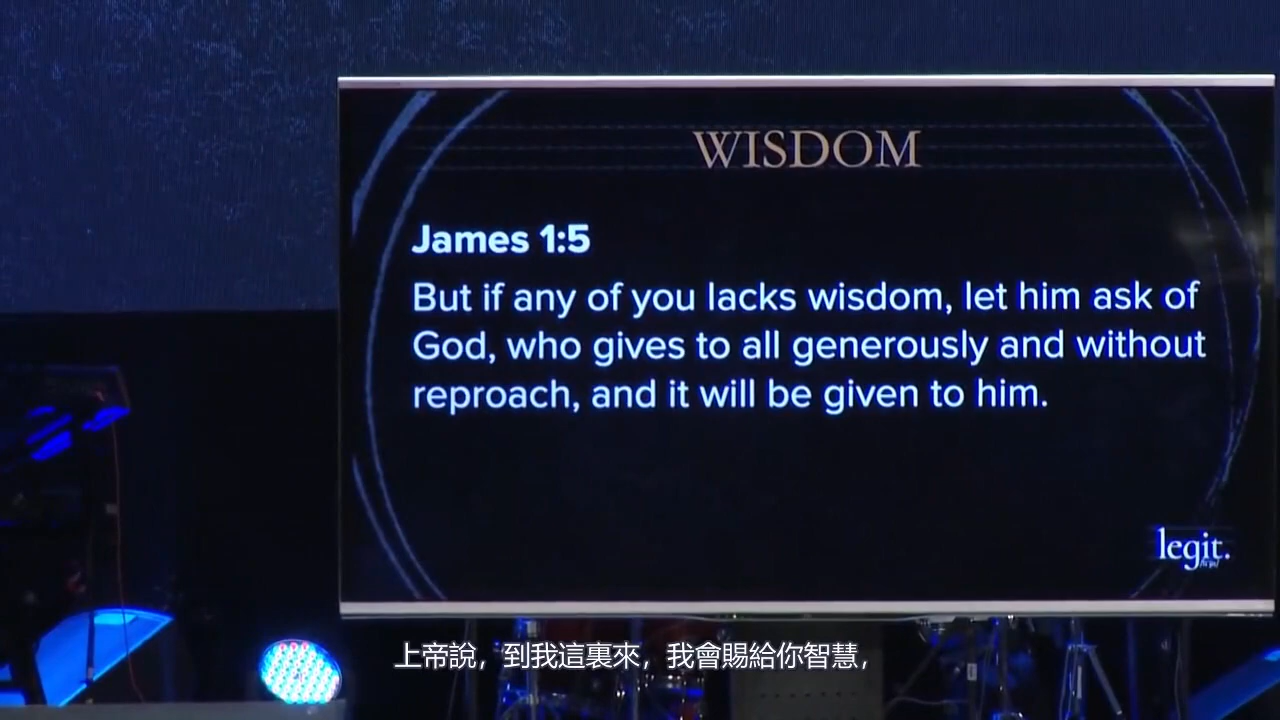 WISDOM
James 1:5
But if any of you lacks wisdom, let him ask of
God, who gives to all generously and without
reproach, and it will be given to him.
legit.
上帝說，到我這裏來，我會賜給你智慧，